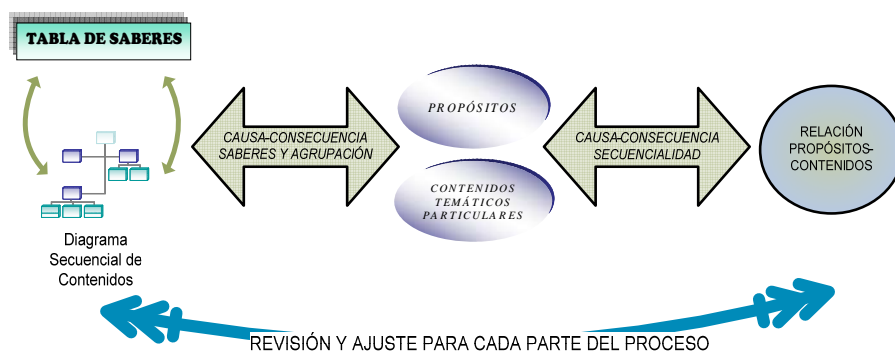 TABLA DE SABERES
Diagrama
Secuencial de
Contenidos
CAUSA-CONSECUENCIA
SABERES Y AGRUPACIÓN
PROPÓSITOS
CONTENIDOS
TEMÁTICOS
PARTICULARES
CAUSA-CONSECUENCIA
SECUENCIALIDAD
RELACIÓN
PROPÓSITOS-
CONTENIDOS
REVISIÓN Y AJUSTE PARA CADA PARTE DEL PROCESO